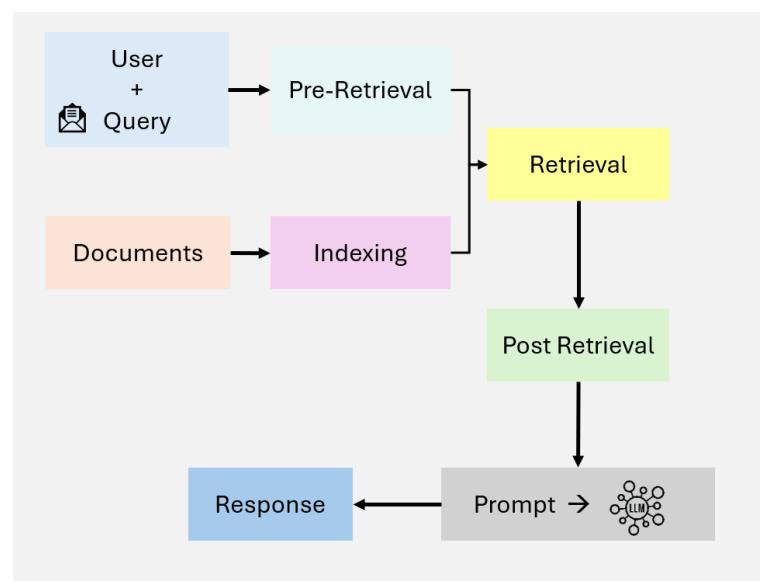 User
+
Query
Pre-Retrieval
Retrieval
Documents
Indexing
Post Retrieval
Response
Prompt →
LLM